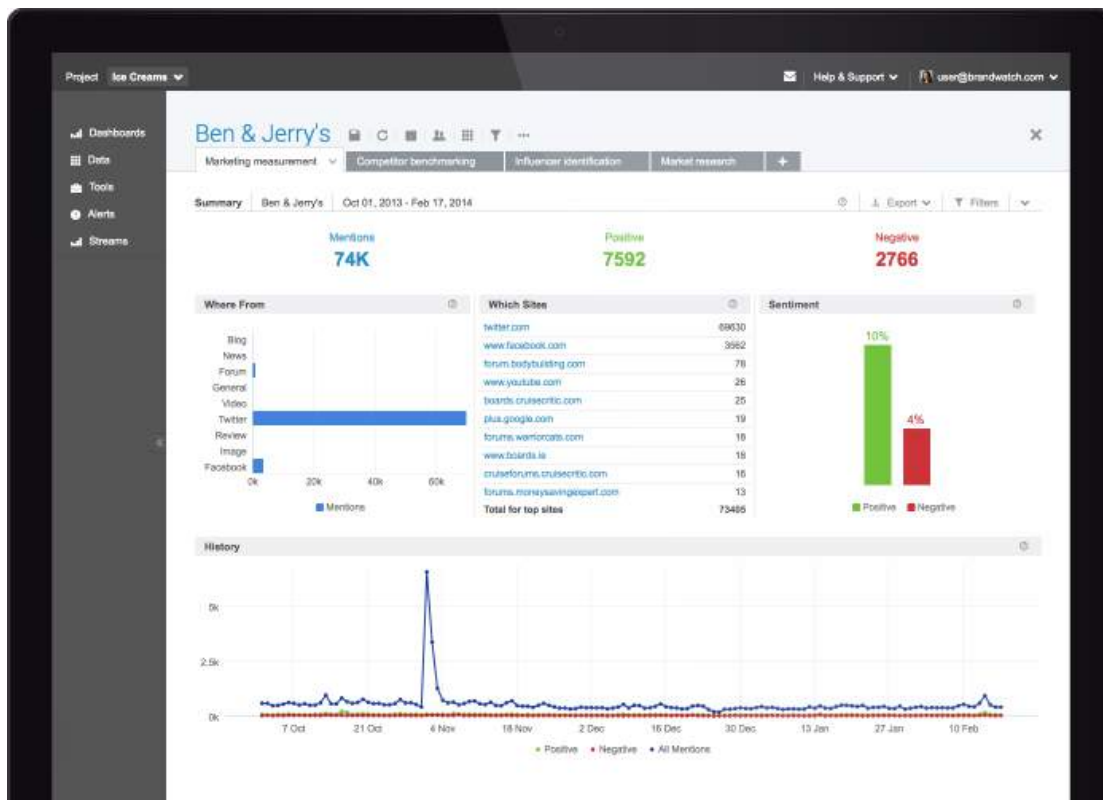 Project Ice Creams Help & Support user@brandwatch.com
Dashboards
Data
Tools
Alerts
Streams
Ben & Jerry's
Marketing measurement Competitor benchmarking Influencer identification Market research +
Summary Ben & Jerry's Oct 01, 2013 - Feb 17, 2014 Export Filters
Mentions Positive Negative
74K 7592 2766
Where From
Blog
News
Forum
General
Video
Twitter
Review
Image
Facebook
0k 20k 40k 60k
Mentions
Which Sites
twitter.com 69630
www.facebook.com 3562
forum.bodybuilding.com 78
www.youtube.com 26
boards.cruisecritic.com 25
plus.google.com 19
forums.warriorcats.com 18
www.boards.ie 18
cruiseforums.cruisecritic.com 16
forums.moneysavingexpert.com 13
Total for top sites 73405
Sentiment
10%
4%
Positive Negative
History
5k
2.5k
0k
7 Oct 21 Oct 4 Nov 18 Nov 2 Dec 16 Dec 30 Dec 13 Jan 27 Jan 10 Feb
Positive Negative All Mentions